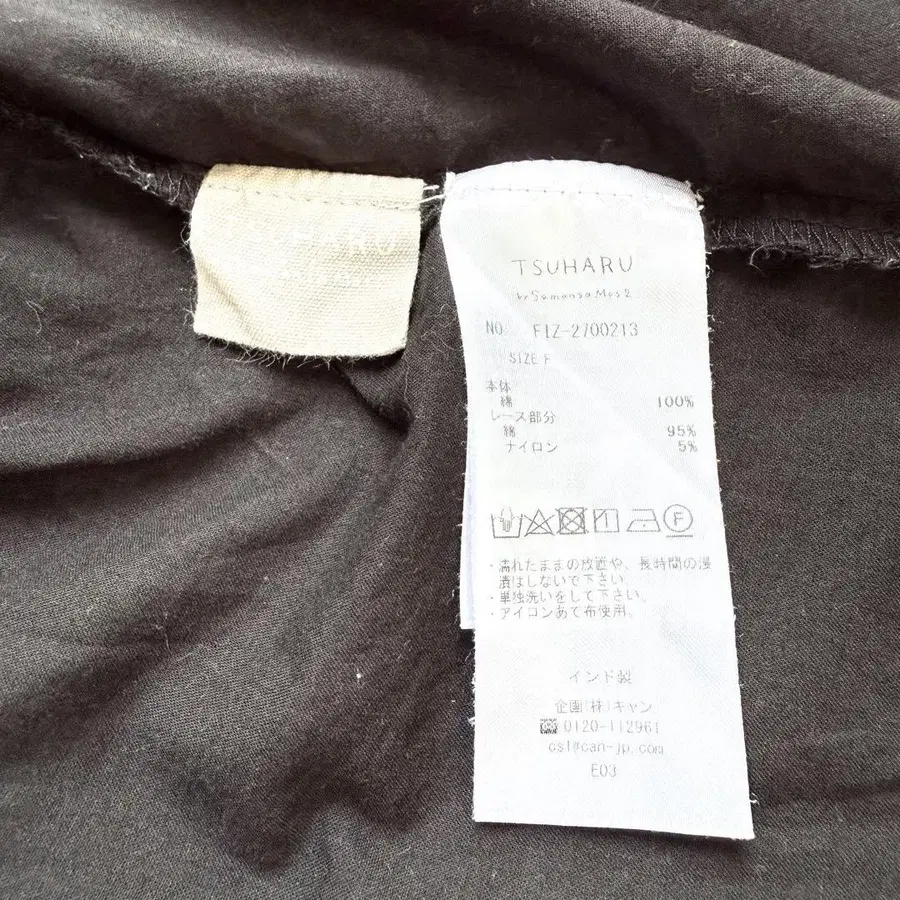 TSUHARU
by Samansa Mos2
NO. FIZ-2700213
SIZE F
本体
綿 100%
レース部分
綿 95%
ナイロン 5%
F
・濡れたままの放置や、長時間の浸
漬はしないで下さい。
・単独洗いをして下さい。
・アイロンあて布使用。
インド製
企画(株)キャン
0120-112961
csl@can-jp.com
E03